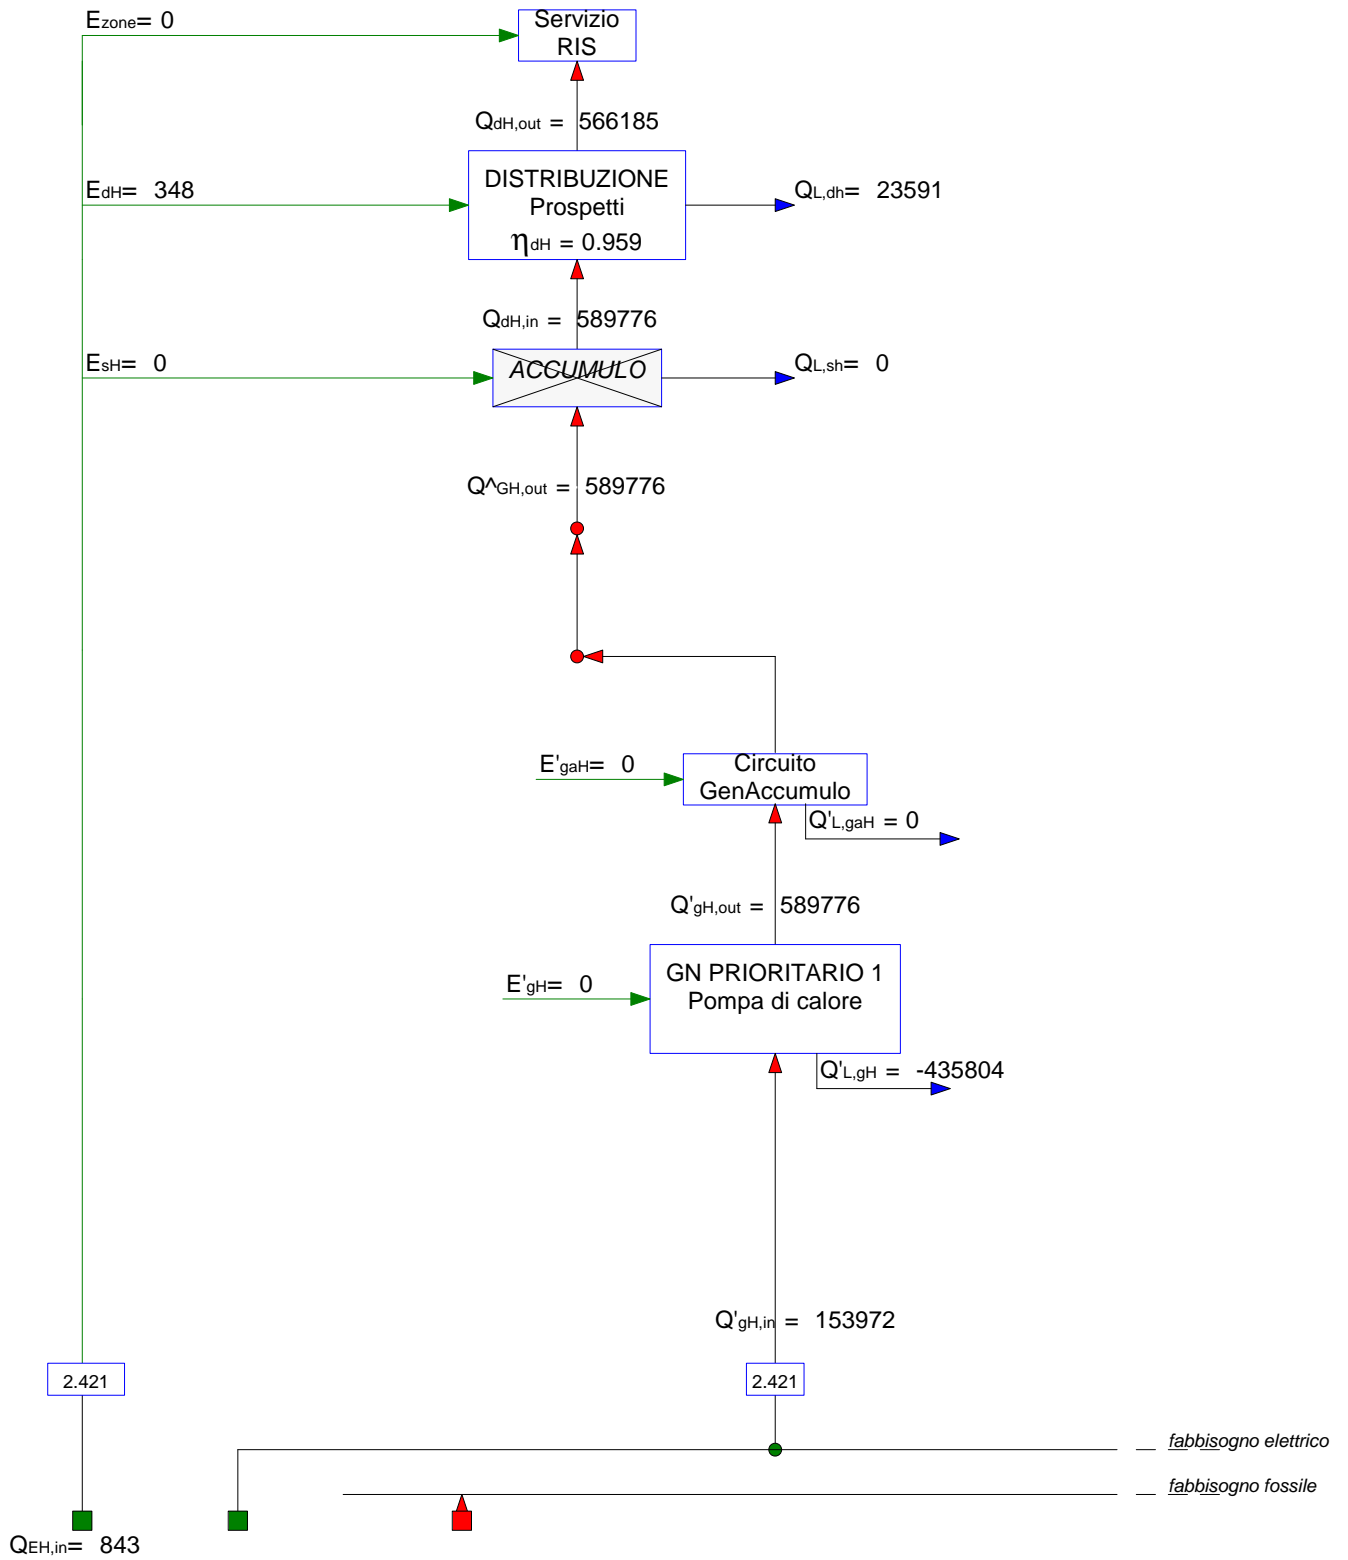 Ezone= 0
Servizio
RIS
QdH,out = 566185
EdH= 348
DISTRIBUZIONE
Prospetti
ηdH = 0.959
QL,dh= 23591
QdH,in = 589776
EsH= 0
ACCUMULO
QL,sh= 0
Q^GH,out = 589776
E'gaH= 0
Circuito
GenAccumulo
Q'L,gaH = 0
Q'gH,out = 589776
E'gH= 0
GN PRIORITARIO 1
Pompa di calore
Q'L,gH = -435804
Q'gH,in = 153972
2.421
2.421
fabbisogno elettrico
fabbisogno fossile
QEH,in= 843